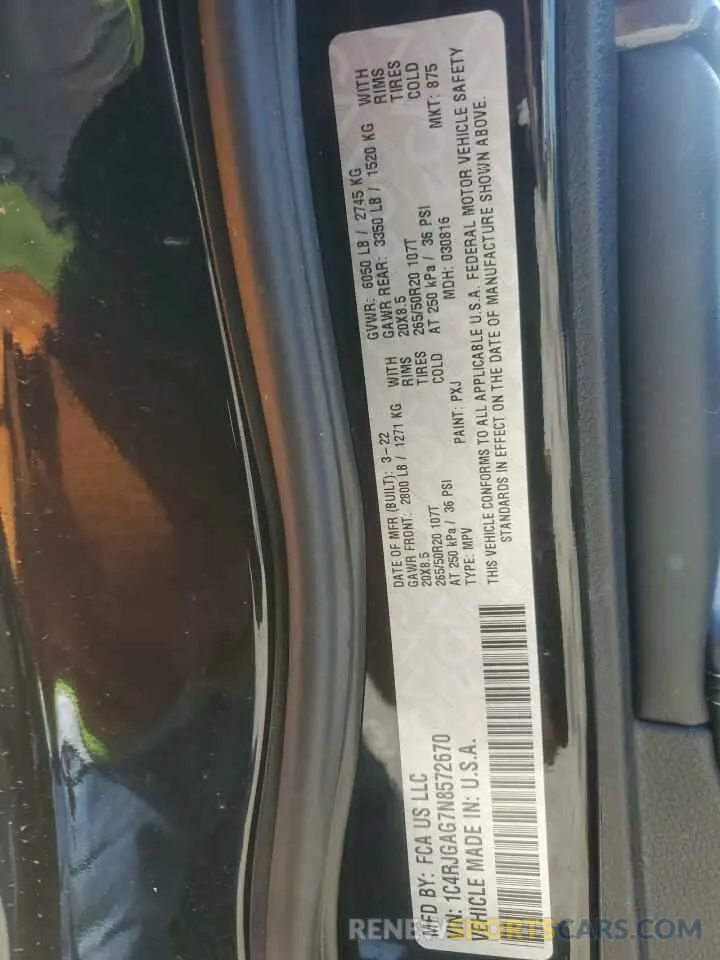 MFD BY: FCA US LLC
VIN: 1C4RJGAG7N8572670
VEHICLE MADE IN: U.S.A.
DATE OF MFR (BUILT): 3-22 GVWR: 6050 LB / 2745 KG
GAWR FRONT: 2800 LB / 1271 KG WITH GAWR REAR: 3350 LB / 1520 KG WITH
20X8.5 RIMS 20X8.5 RIMS
265/50R20 107T TIRES 265/50R20 107T TIRES
AT 250 kPa / 36 PSI COLD AT 250 kPa / 36 PSI COLD
TYPE: MPV PAINT: PXJ MDH: 030816 MKT: 875
THIS VEHICLE CONFORMS TO ALL APPLICABLE U.S.A. FEDERAL MOTOR VEHICLE SAFETY
STANDARDS IN EFFECT ON THE DATE OF MANUFACTURE SHOWN ABOVE.
RENEWSPORTSCARS.COM